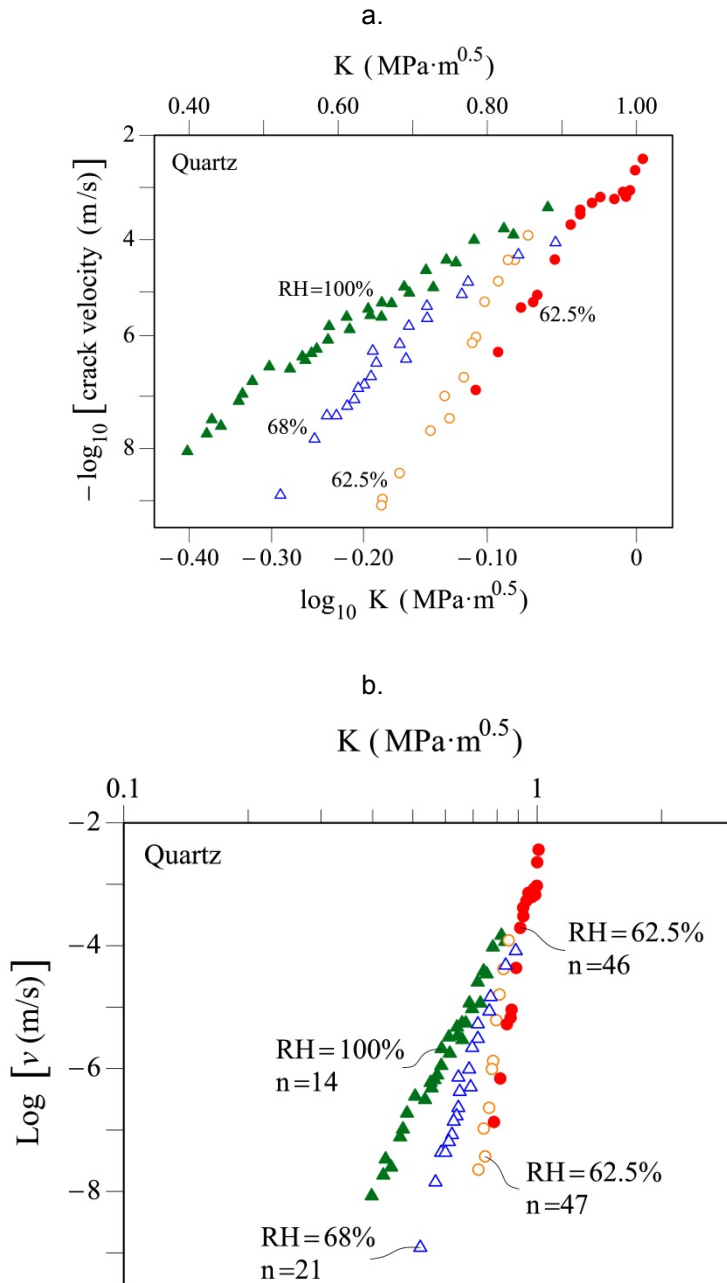 a.
K (MPa·m^0.5)
0.40 0.60 0.80 1.00
2
Quartz
4
RH=100%
62.5%
6
68%
62.5%
8
−log10 [crack velocity (m/s)]
−0.40 −0.30 −0.20 −0.10 0
log10 K (MPa·m^0.5)
b.
K (MPa·m^0.5)
0.1 1
−2
Quartz
RH=62.5%
n=46
−4
−6
RH=100%
n=14
Log [v (m/s)]
RH=62.5%
n=47
−8
RH=68%
n=21